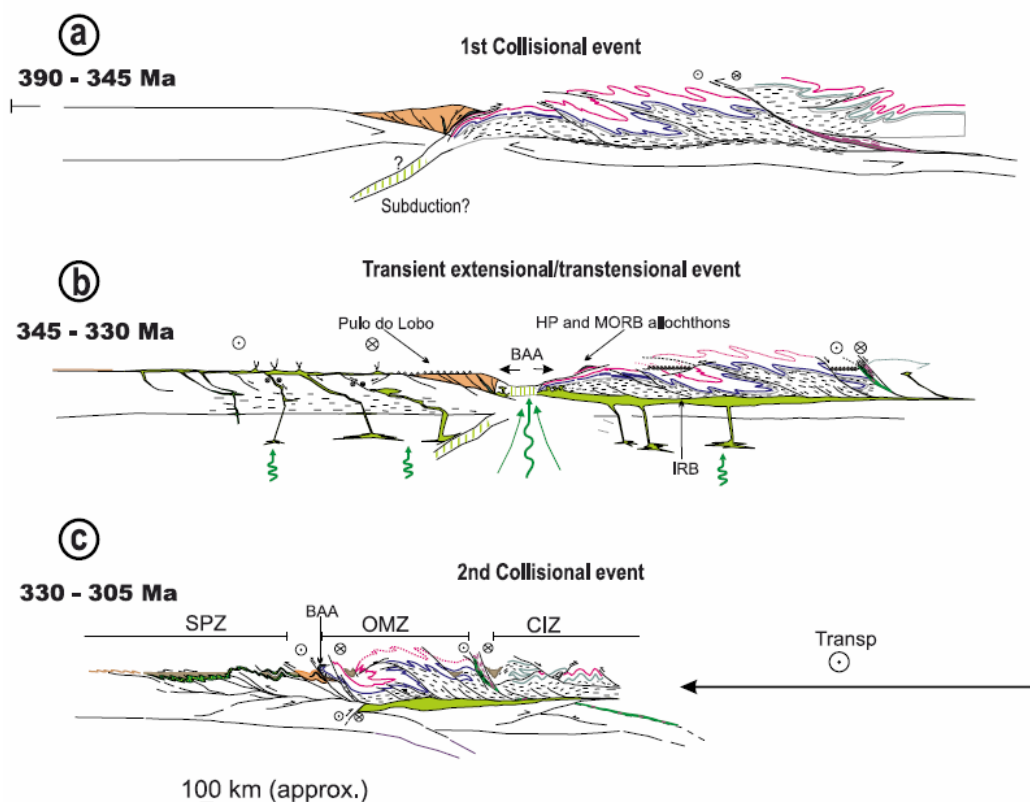 a
1st Collisional event
390 - 345 Ma
?
Subduction?
b
Transient extensional/transtensional event
345 - 330 Ma
Pulo do Lobo
HP and MORB allochthons
BAA
IRB
c
2nd Collisional event
330 - 305 Ma
BAA
SPZ
OMZ
CIZ
Transp
100 km (approx.)